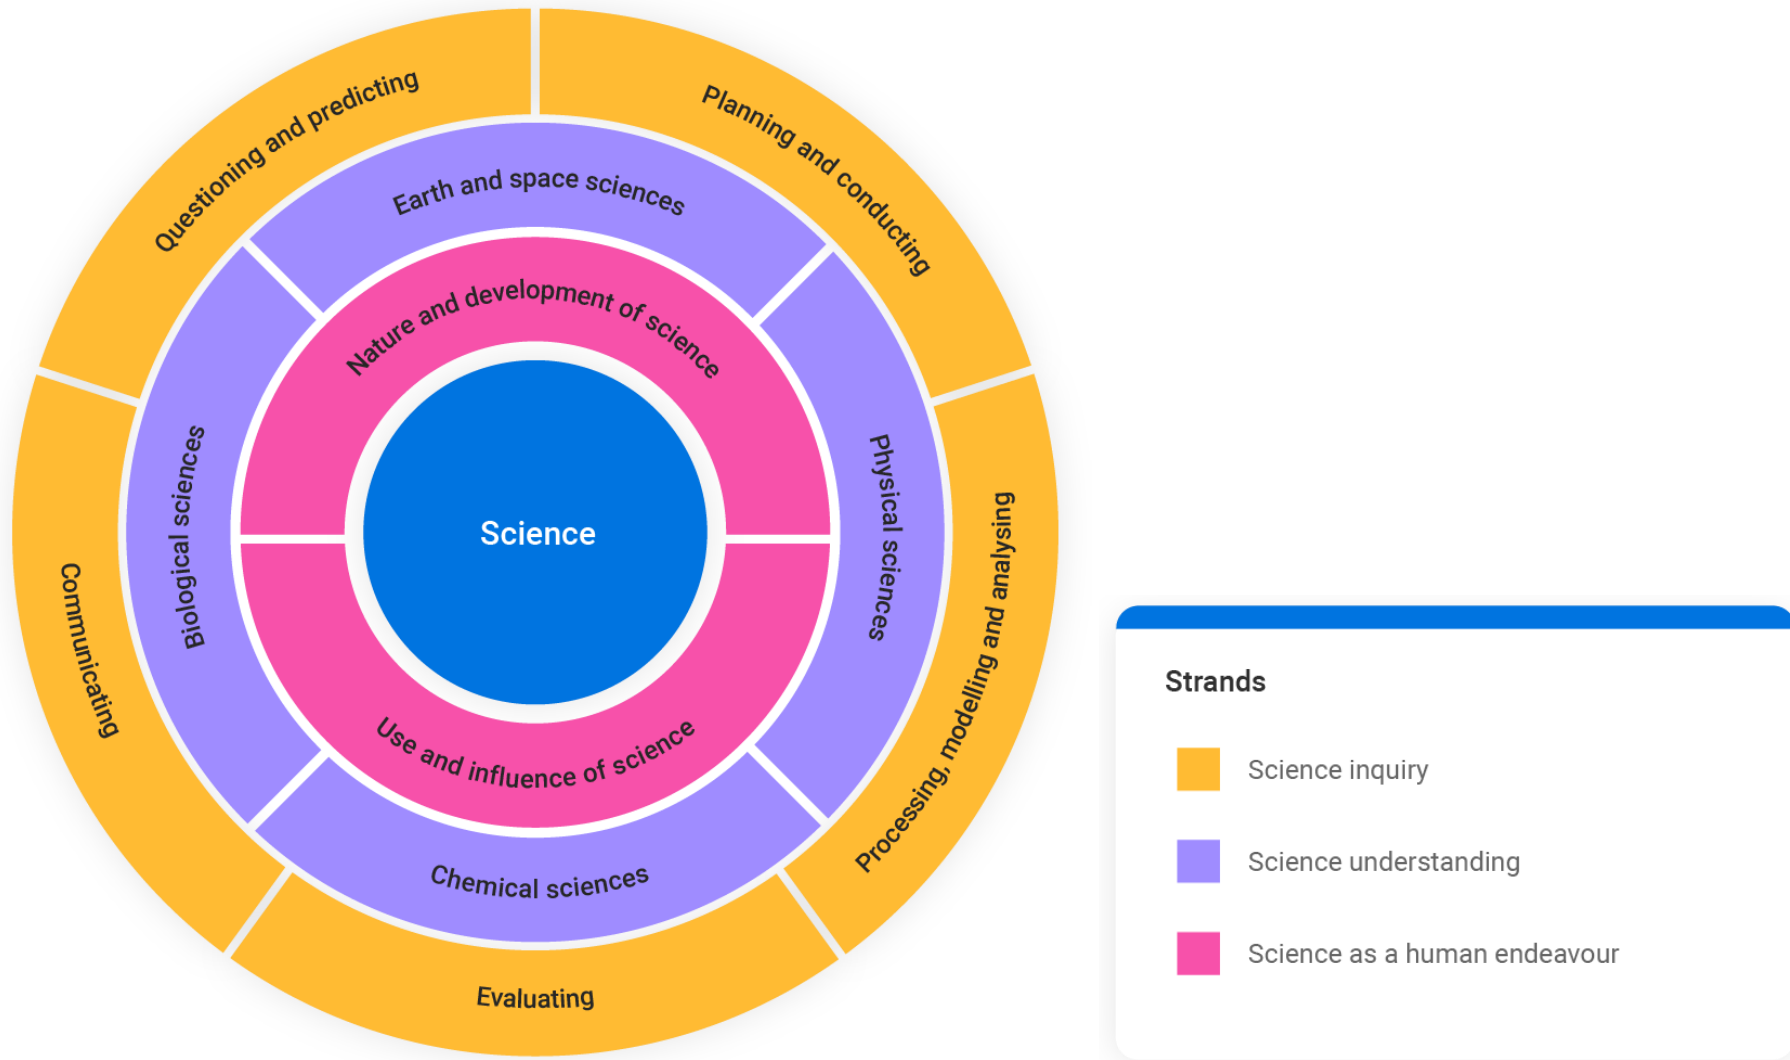 Questioning and predicting
Planning and conducting
Earth and space sciences
Nature and development of science
Science
Biological sciences
Physical sciences
Communicating
Processing, modelling and analysing
Use and influence of science
Chemical sciences
Evaluating
Strands
Science inquiry
Science understanding
Science as a human endeavour